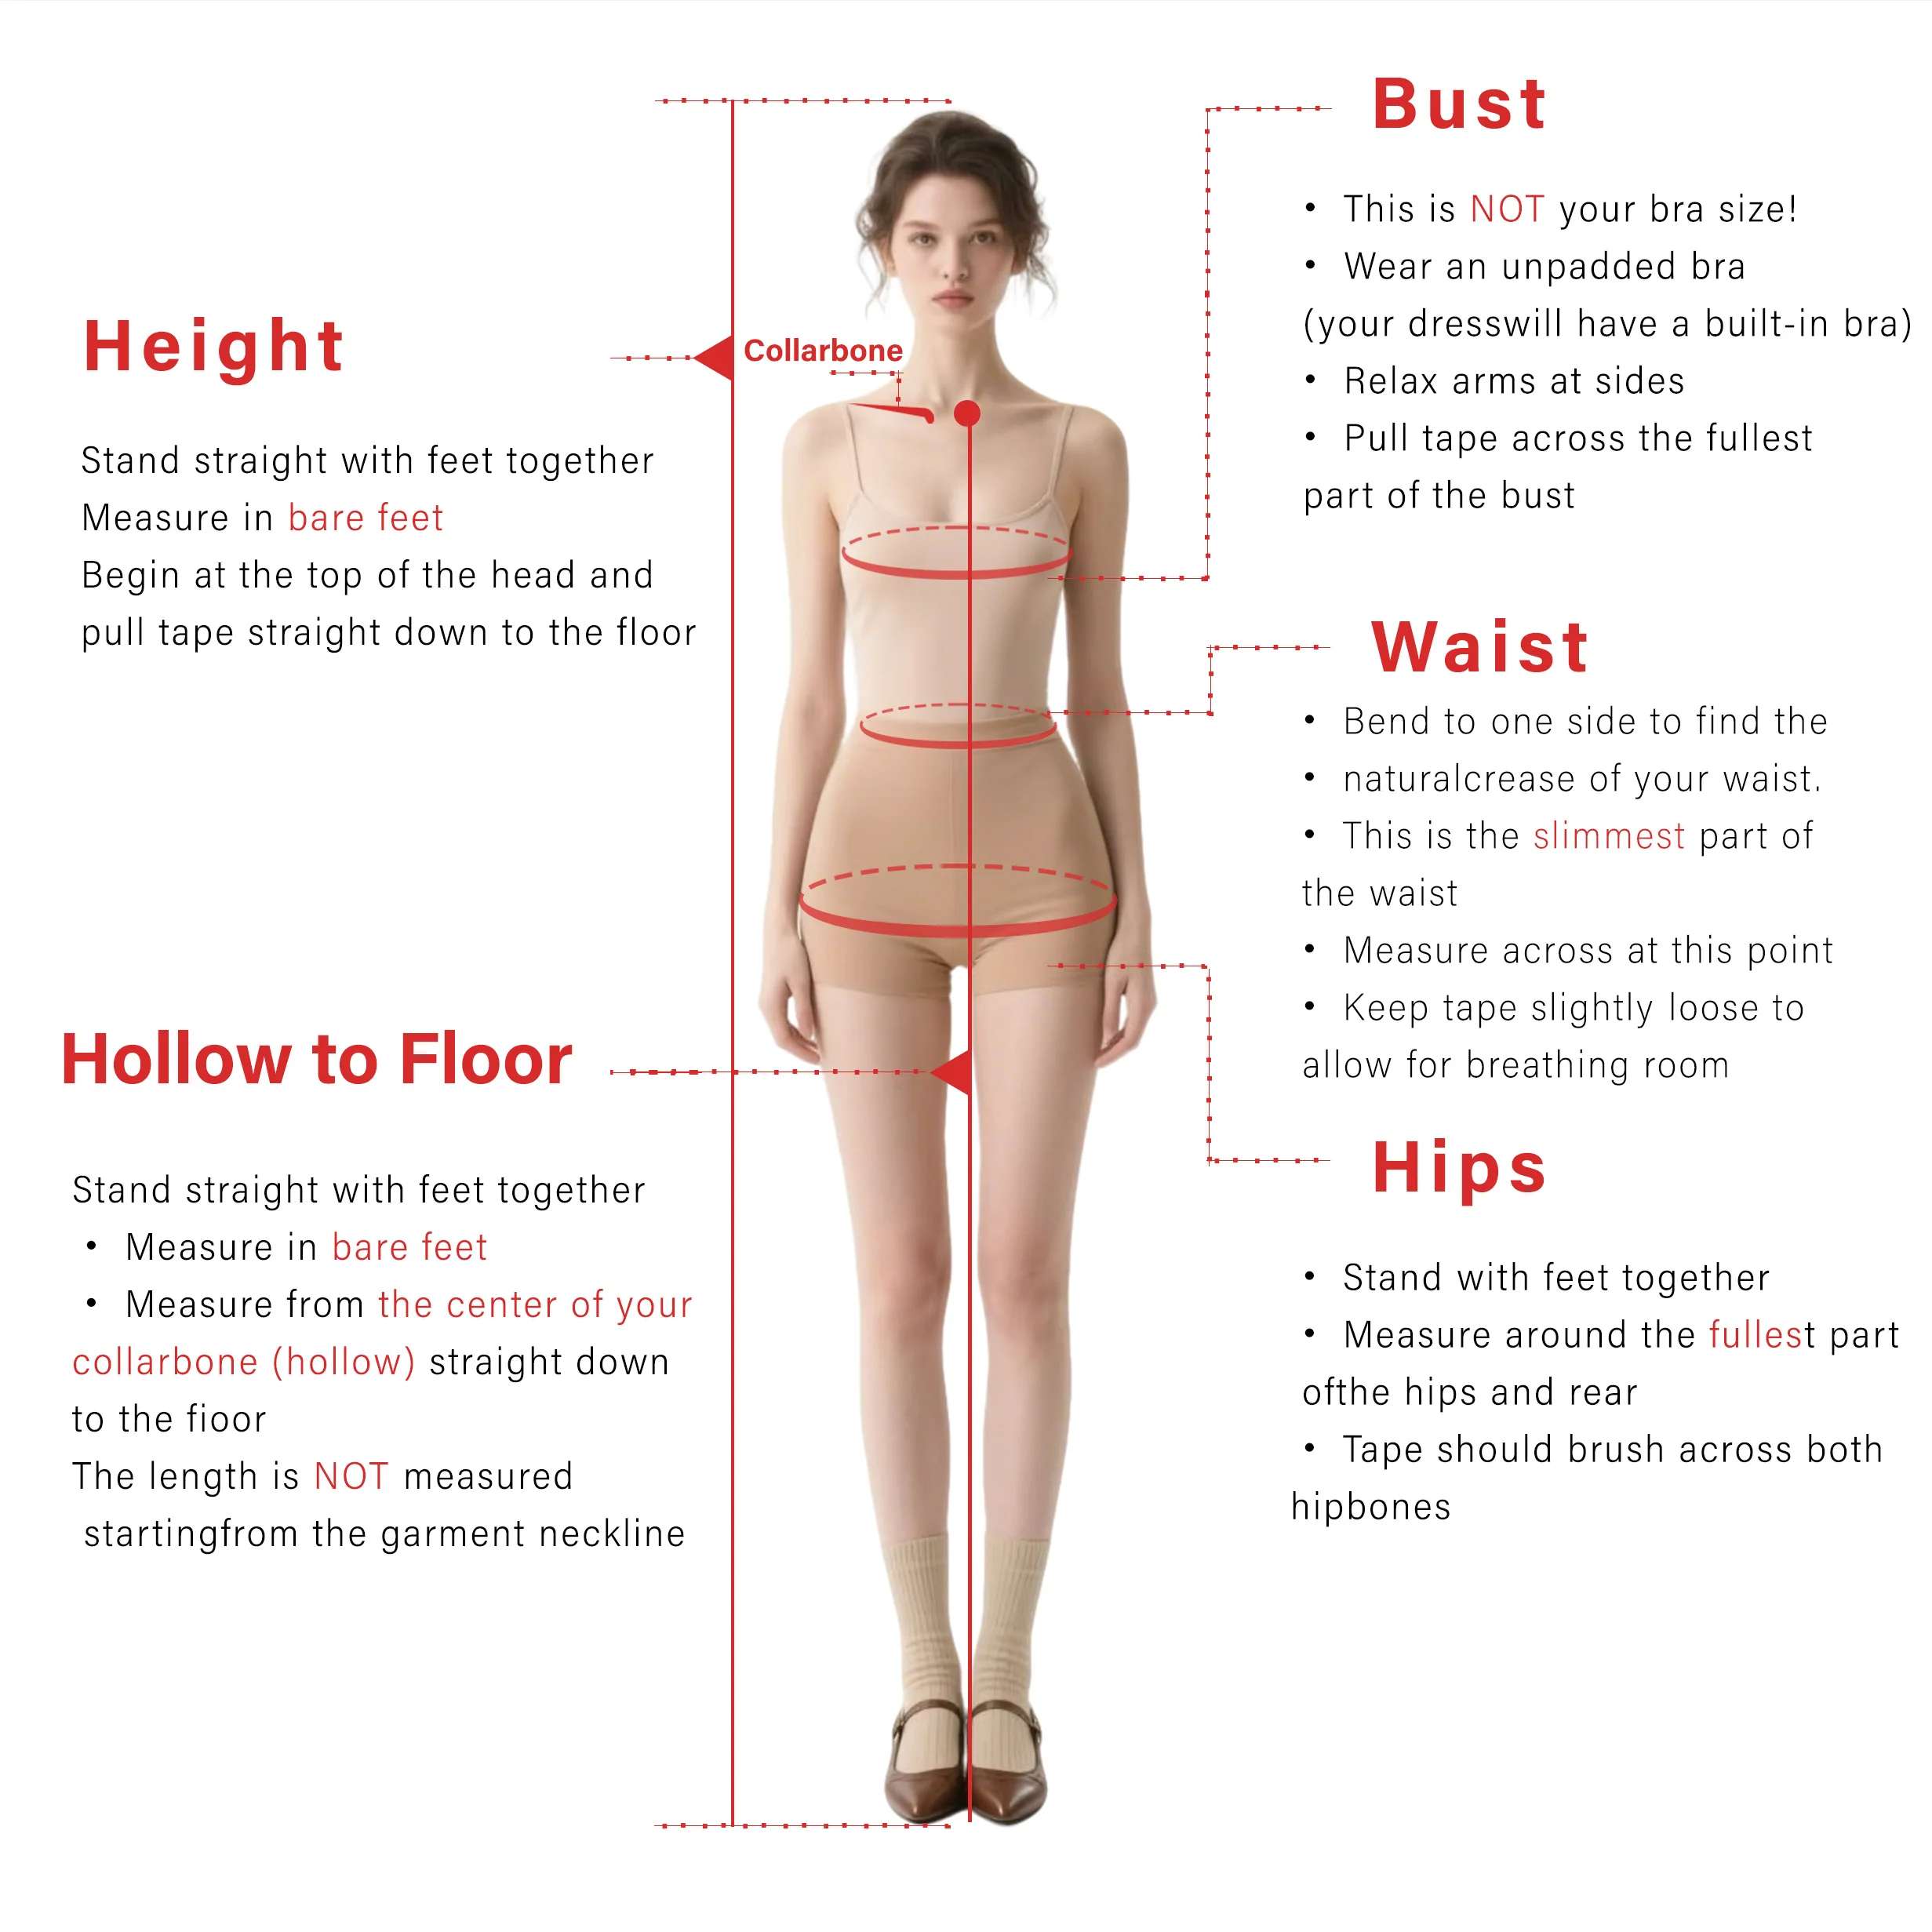 Height
Stand straight with feet together
Measure in bare feet
Begin at the top of the head and
pull tape straight down to the floor
Collarbone
Hollow to Floor
Stand straight with feet together
• Measure in bare feet
• Measure from the center of your
collarbone (hollow) straight down
to the fioor
The length is NOT measured
startingfrom the garment neckline
Bust
• This is NOT your bra size!
• Wear an unpadded bra
(your dresswill have a built-in bra)
• Relax arms at sides
• Pull tape across the fullest
part of the bust
Waist
• Bend to one side to find the
• naturalcrease of your waist.
• This is the slimmest part of
the waist
• Measure across at this point
• Keep tape slightly loose to
allow for breathing room
Hips
• Stand with feet together
• Measure around the fullest part
ofthe hips and rear
• Tape should brush across both
hipbones